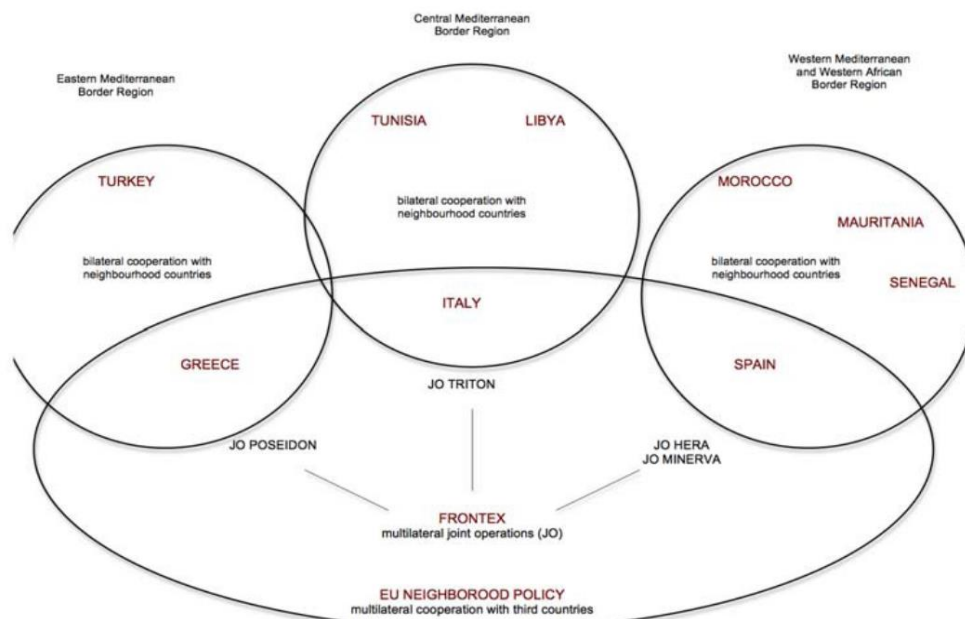 Central Mediterranean
Border Region
Eastern Mediterranean
Border Region
Western Mediterranean
and Western African
Border Region
TUNISIA
LIBYA
TURKEY
MOROCCO
bilateral cooperation with
neighbourhood countries
MAURITANIA
bilateral cooperation with
neighbourhood countries
bilateral cooperation with
neighbourhood countries
SENEGAL
ITALY
GREECE
SPAIN
JO TRITON
JO POSEIDON
JO HERA
JO MINERVA
FRONTEX
multilateral joint operations (JO)
EU NEIGHBOROOD POLICY
multilateral cooperation with third countries